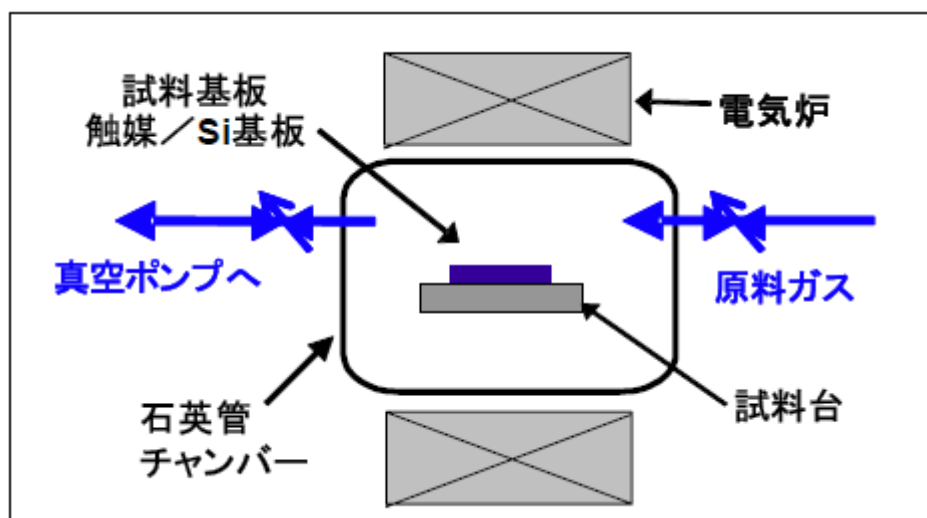 試料基板
触媒／Si基板
電気炉
真空ポンプへ
原料ガス
石英管
チャンバー
試料台